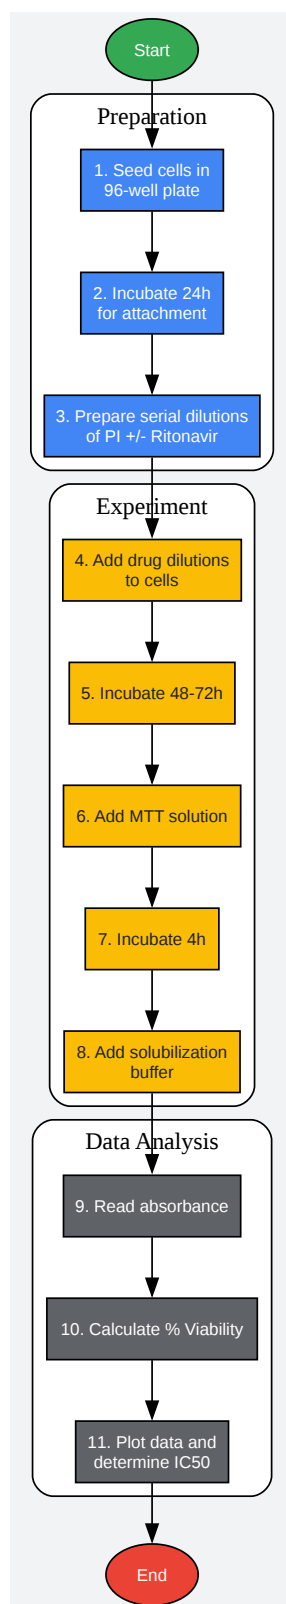 Start
Preparation
1. Seed cells in
96-well plate
2. Incubate 24h
for attachment
3. Prepare serial dilutions
of PI +/- Ritonavir
Experiment
4. Add drug dilutions
to cells
5. Incubate 48-72h
6. Add MTT solution
7. Incubate 4h
8. Add solubilization
buffer
Data Analysis
9. Read absorbance
10. Calculate % Viability
11. Plot data and
determine IC50
End